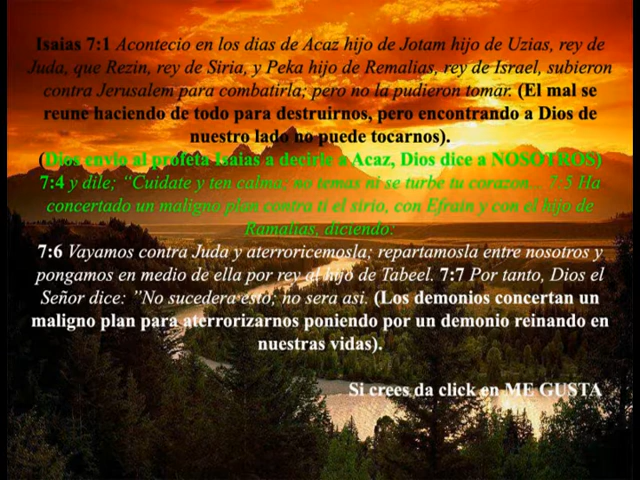 Isaias 7:1 Acontecio en los dias de Acaz hijo de Jotam hijo de Uzias, rey de
Juda, que Rezin, rey de Siria, y Peka hijo de Remalias, rey de Israel, subieron
contra Jerusalem para combatirla; pero no la pudieron tomar. (El mal se
reune haciendo de todo para destruirnos, pero encontrando a Dios de
nuestro lado no puede tocarnos).
(Dios envio al profeta Isaias a decirle a Acaz, Dios dice a NOSOTROS)
7:4 y dile; “Cuidate y ten calma; no temas ni se turbe tu corazon... 7:5 Ha
concertado un maligno plan contra ti el sirio, con Efrain y con el hijo de
Ramalias, diciendo:
7:6 Vayamos contra Juda y aterroricemosla; repartamosla entre nosotros y
pongamos en medio de ella por rey al hijo de Tabeel. 7:7 Por tanto, Dios el
Señor dice: ”No sucedera esto; no sera asi. (Los demonios concertan un
maligno plan para aterrorizarnos poniendo por un demonio reinando en
nuestras vidas).
Si crees da click en ME GUSTA